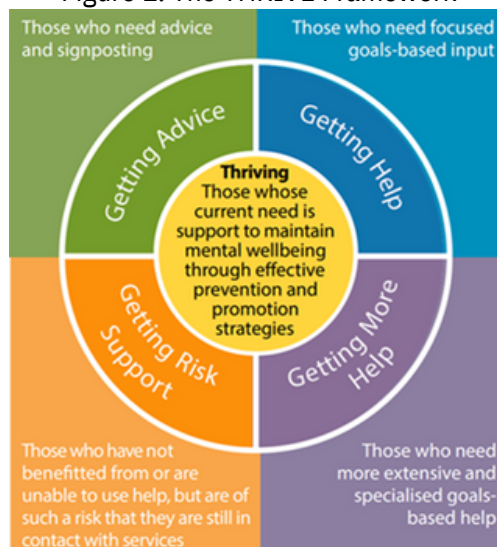 Figure 2. The THRIVE Framework
Those who need advice
and signposting
Those who need focused
goals-based input
Getting Advice
Getting Help
Thriving
Those whose
current need is
support to maintain
mental wellbeing
through effective
prevention and
promotion
strategies
Getting Risk
Support
Getting More
Help
Those who have not
benefitted from or are
unable to use help, but are of
such a risk that they are still in
contact with services
Those who need
more extensive and
specialised goals-
based help